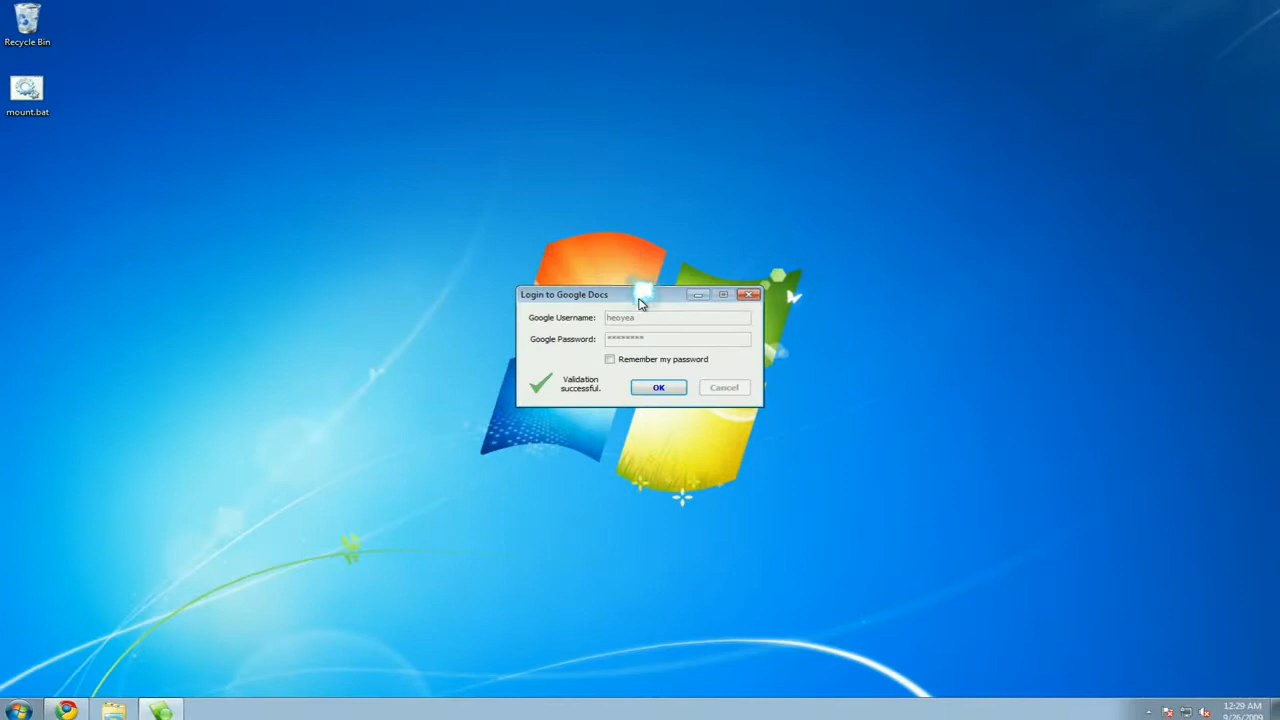 Recycle Bin
mount.bat
Login to Google Docs
Google Username: heoyea
Google Password: ********
Remember my password
Validation
successful.
OK
Cancel
12:29 AM
9/26/2009